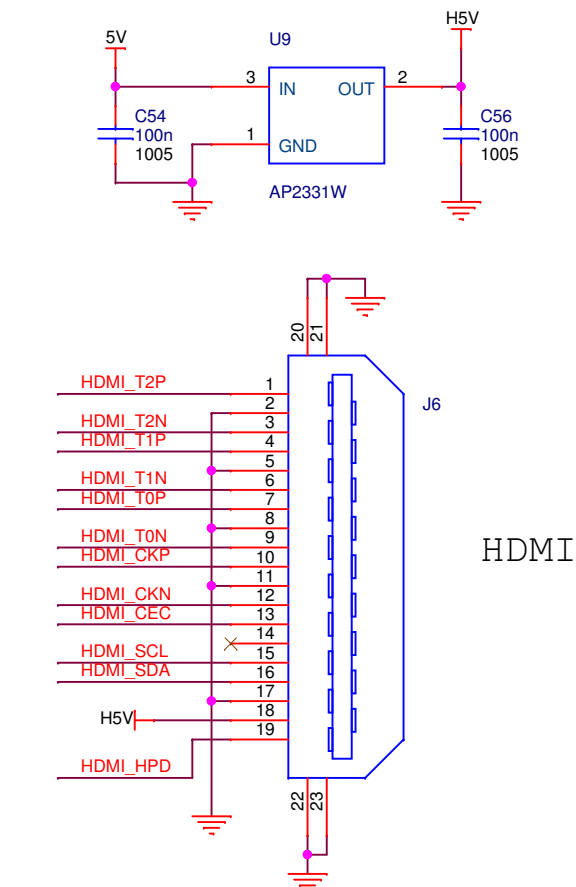 5V
U9
H5V
3
IN
OUT
2
C54
100n
1005
C56
100n
1005
1
GND
AP2331W
20
21
HDMI_T2P
1
J6
2
HDMI_T2N
3
HDMI_T1P
4
5
HDMI_T1N
6
HDMI_T0P
7
8
HDMI_T0N
9
HDMI
HDMI_CKP
10
11
HDMI_CKN
12
HDMI_CEC
13
14
HDMI_SCL
15
HDMI_SDA
16
17
H5V
18
19
HDMI_HPD
22
23